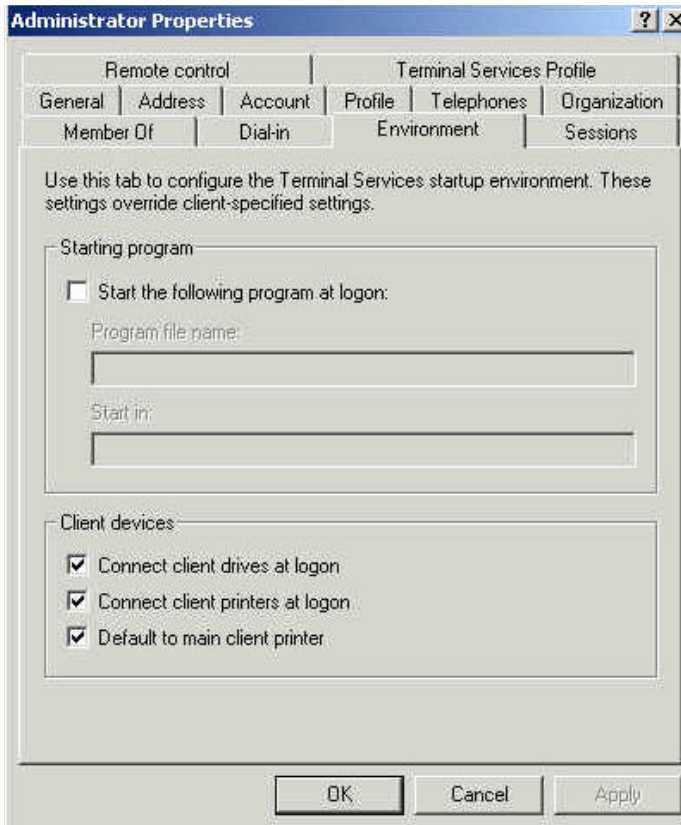 Administrator Properties
Remote control Terminal Services Profile
General Address Account Profile Telephones Organization
Member Of Dial-in Environment Sessions
Use this tab to configure the Terminal Services startup environment. These
settings override client-specified settings.
Starting program
Start the following program at logon:
Program file name:
Start in:
Client devices
Connect client drives at logon
Connect client printers at logon
Default to main client printer
OK Cancel Apply